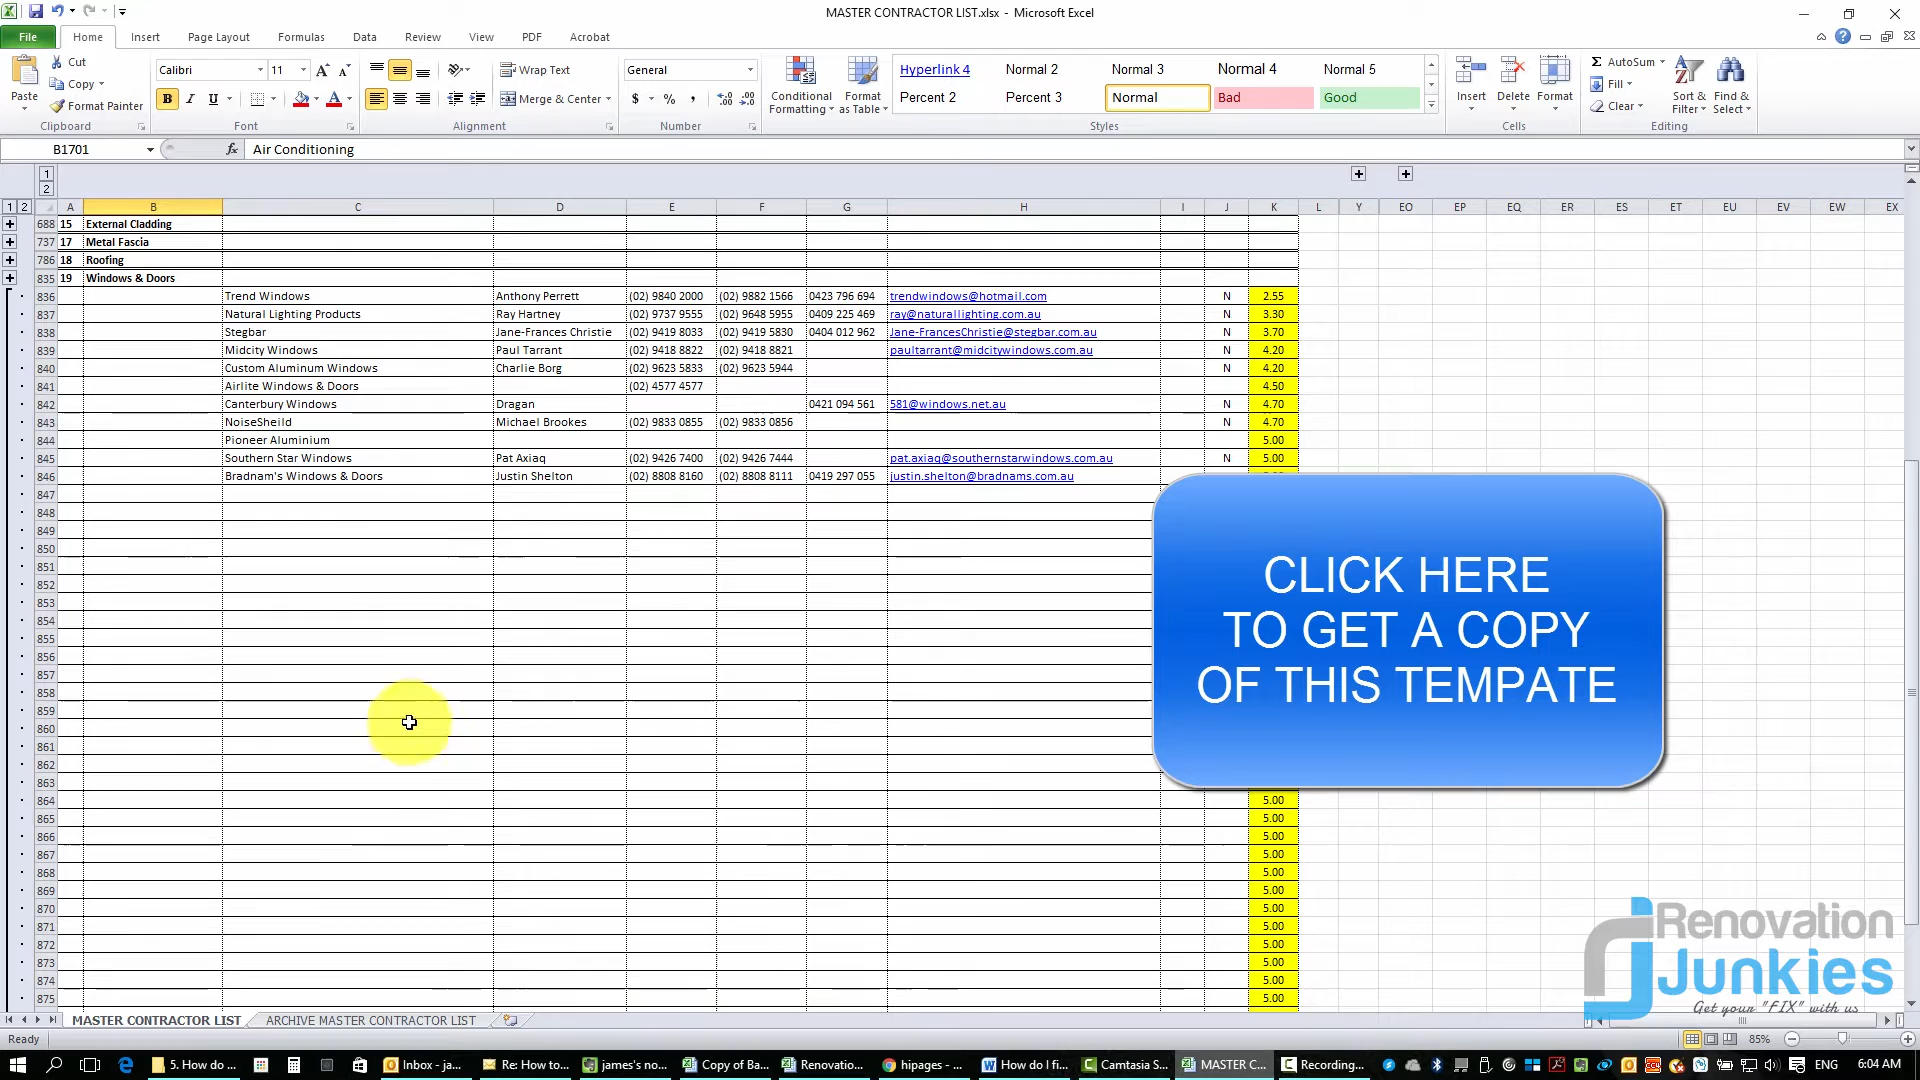 MASTER CONTRACTOR LIST.xlsx - Microsoft Excel
File Home Insert Page Layout Formulas Data Review View PDF Acrobat
Paste Cut Copy Format Painter Clipboard
Calibri 11 B I U A Font
Wrap Text Merge & Center Alignment
General $ % , Number
Conditional Formatting Format as Table
Hyperlink 4 Normal 2 Normal 3 Normal 4 Normal 5
Percent 2 Percent 3 Normal Bad Good
Styles
Insert Delete Format Cells
AutoSum Fill Clear Sort & Filter Find & Select Editing
B1701 fx Air Conditioning
1
2
1 2 A B C D E F G H I J K L Y EO EP EQ ER ES ET EU EV EW EX
688 15 External Cladding
737 17 Metal Fascia
786 18 Roofing
835 19 Windows & Doors
836 Trend Windows Anthony Perrett (02) 9840 2000 (02) 9882 1566 0423 796 694 trendwindows@hotmail.com N 2.55
837 Natural Lighting Products Ray Hartney (02) 9737 9555 (02) 9648 5955 0409 225 469 ray@naturallighting.com.au N 3.30
838 Stegbar Jane-Frances Christie (02) 9419 8033 (02) 9419 5830 0404 012 962 Jane-FrancesChristie@stegbar.com.au N 3.70
839 Midcity Windows Paul Tarrant (02) 9418 8822 (02) 9418 8821 paultarrant@midcitywindows.com.au N 4.20
840 Custom Aluminum Windows Charlie Borg (02) 9623 5833 (02) 9623 5944 N 4.20
841 Airlite Windows & Doors (02) 4577 4577 4.50
842 Canterbury Windows Dragan 0421 094 561 581@windows.net.au N 4.70
843 NoiseSheild Michael Brookes (02) 9833 0855 (02) 9833 0856 N 4.70
844 Pioneer Aluminium 5.00
845 Southern Star Windows Pat Axiaq (02) 9426 7400 (02) 9426 7444 pat.axiaq@southernstarwindows.com.au N 5.00
846 Bradnam's Windows & Doors Justin Shelton (02) 8808 8160 (02) 8808 8111 0419 297 055 justin.shelton@bradnams.com.au
847
848
849
850
851
852
853
854
855
856
857
858
859
860
861
862
863
864 5.00
865 5.00
866 5.00
867 5.00
868 5.00
869 5.00
870 5.00
871 5.00
872 5.00
873 5.00
874 5.00
875 5.00
CLICK HERE
TO GET A COPY
OF THIS TEMPATE
Renovation
Junkies
Get your "FIX" with us
MASTER CONTRACTOR LIST ARCHIVE MASTER CONTRACTOR LIST
Ready 85%
5. How do ... Inbox - ja... Re: How to... james's no... Copy of Ba... Renovatio... hipages - ... How do I fi... Camtasia S... MASTER C... Recording... ENG 6:04 AM